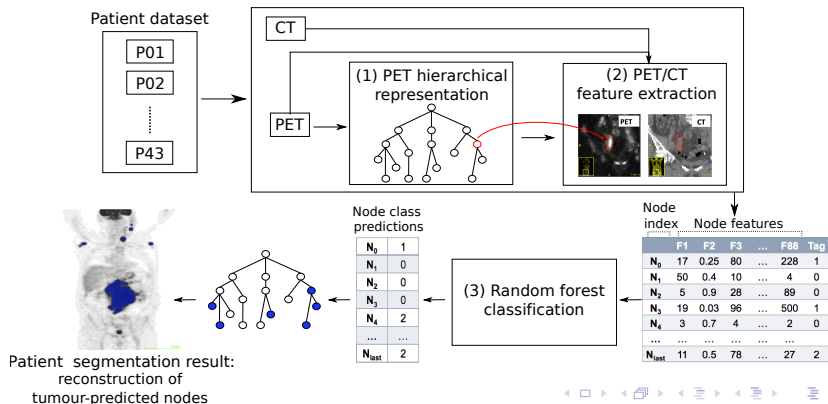 Patient dataset
P01
P02
P43
CT
PET
(1) PET hierarchical
representation
(2) PET/CT
feature extraction
PET
CT
Node
index
Node features
F1 F2 F3 ... F88 Tag
N0 17 0.25 80 ... 228 1
N1 50 0.4 10 ... 4 0
N2 5 0.9 28 ... 89 0
N3 19 0.03 96 ... 500 1
N4 3 0.7 4 ... 2 0
... ... ... ... ... ...
Nlast 11 0.5 78 ... 27 2
(3) Random forest
classification
Node class
predictions
N0 1
N1 0
N2 0
N3 0
N4 2
... ...
Nlast 2
Patient segmentation result:
reconstruction of
tumour-predicted nodes